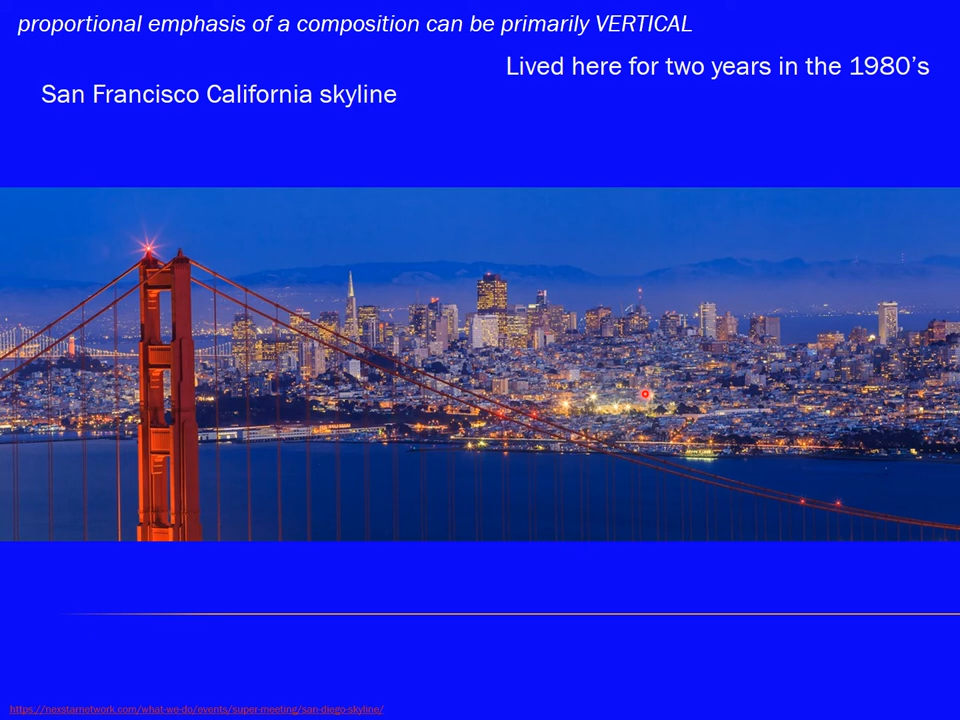 proportional emphasis of a composition can be primarily VERTICAL
Lived here for two years in the 1980’s
San Francisco California skyline
https://nexstarnetwork.com/what-we-do/events/super-meeting/san-diego-skyline/